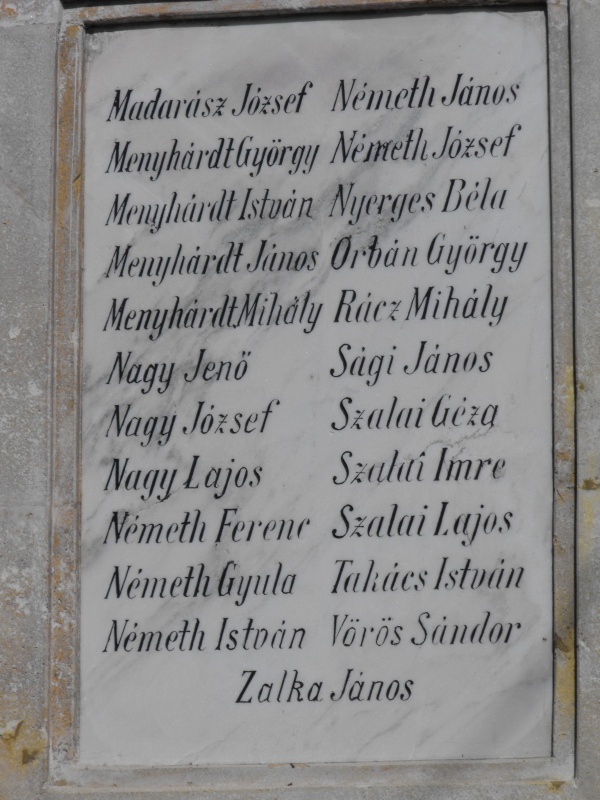 Madarász József Németh János
Menyhárdt György Németh József
Menyhárdt István Nyerges Béla
Menyhárdt János Orbán György
Menyhárdt Mihály Rácz Mihály
Nagy Jenő Sági János
Nagy József Szalai Géza
Nagy Lajos Szalai Imre
Németh Ferenc Szalai Lajos
Németh Gyula Takács István
Németh István Vörös Sándor
Zalka János